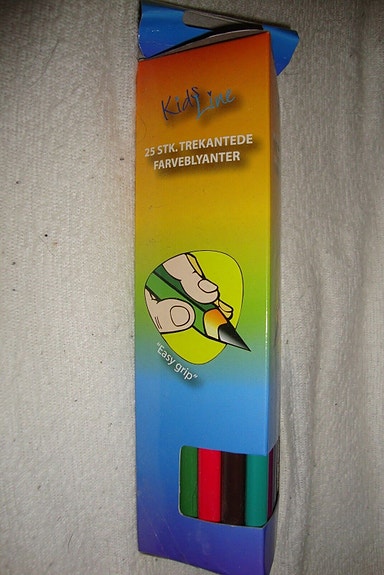 Kids Line
25 STK. TREKANTEDE
FARVEBLYANTER
"Easy grip"